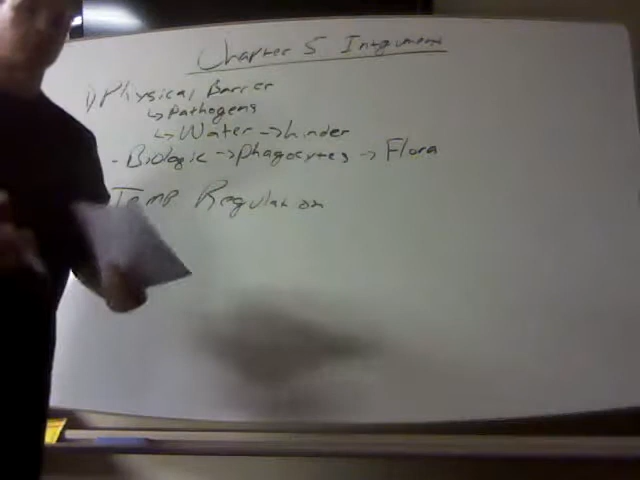 Chapter 5 Integument
1) Physical Barrier
↳ Pathogens
↳ Water → hinder
- Biologic → phagocytes → Flora
Temp Regulation